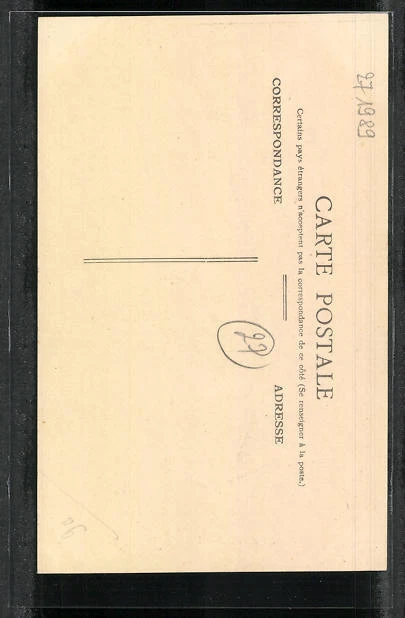 27/1989
CARTE POSTALE
Certains pays étrangers n'acceptent pas la correspondance de ce côté (Se renseigner à la poste.)
CORRESPONDANCE
ADRESSE
27